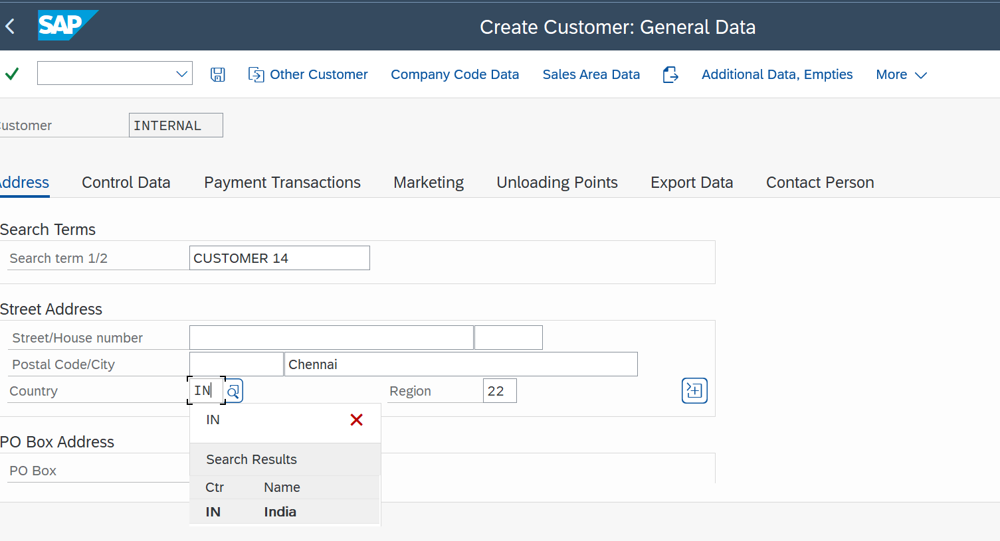 SAP
Create Customer: General Data
Other Customer Company Code Data Sales Area Data Additional Data, Empties More
ustomer INTERNAL
Address Control Data Payment Transactions Marketing Unloading Points Export Data Contact Person
Search Terms
Search term 1/2 CUSTOMER 14
Street Address
Street/House number
Postal Code/City Chennai
Country IN Region 22
IN
PO Box Address
Search Results
PO Box
Ctr Name
IN India